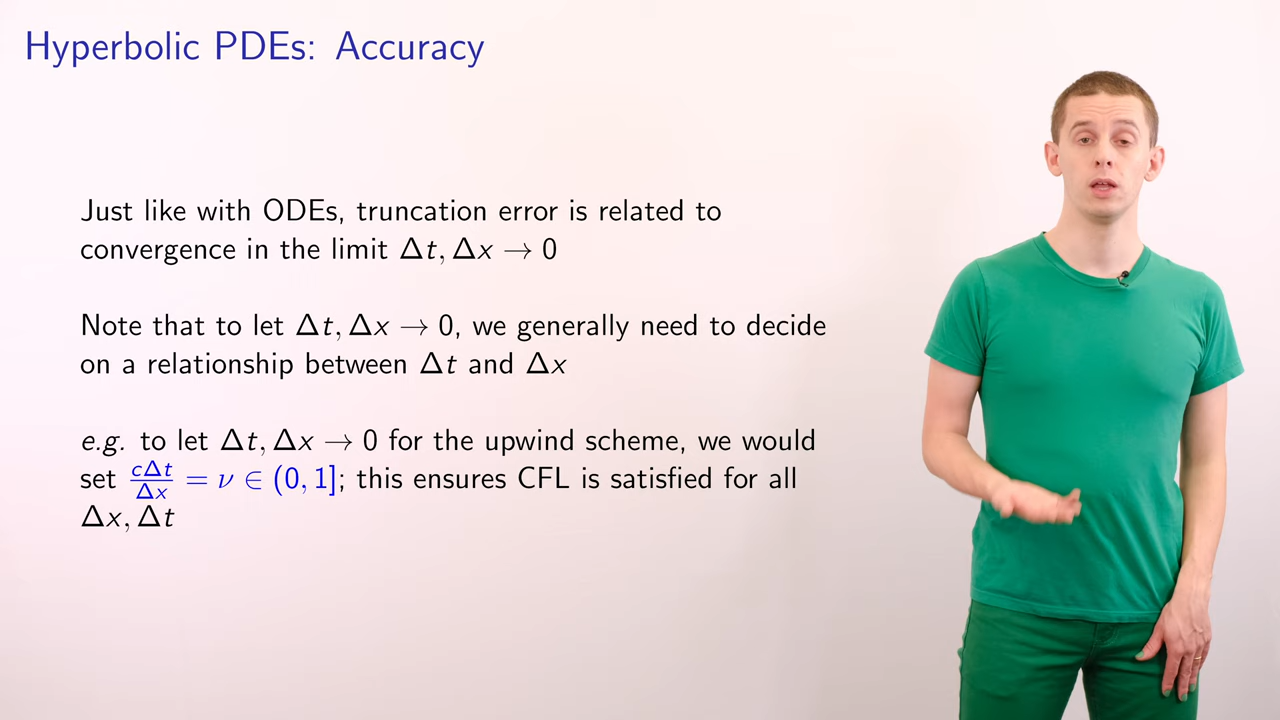 Hyperbolic PDEs: Accuracy
Just like with ODEs, truncation error is related to
convergence in the limit Δt, Δx → 0
Note that to let Δt, Δx → 0, we generally need to decide
on a relationship between Δt and Δx
e.g. to let Δt, Δx → 0 for the upwind scheme, we would
set cΔt/Δx = ν ∈ (0, 1]; this ensures CFL is satisfied for all
Δx, Δt